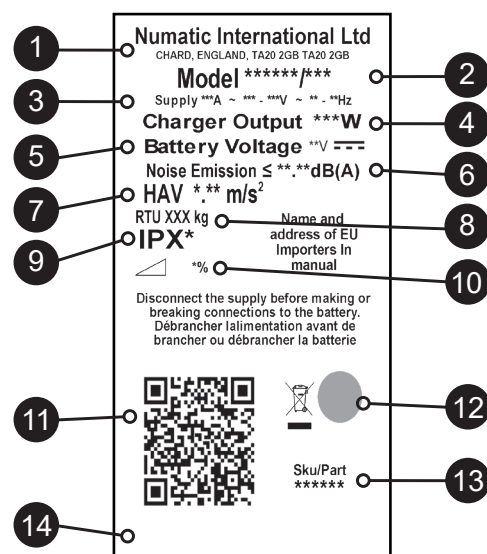 Numatic International Ltd
CHARD, ENGLAND, TA20 2GB TA20 2GB
1
Model ******/***
2
3
Supply ***A ~ *** - ***V ~ ** - **Hz
Charger Output ***W
4
5
Battery Voltage **V
Noise Emission ≤ **.**dB(A)
6
7
HAV *.** m/s²
RTU XXX kg
8
Name and
address of EU
Importers In
manual
9
IPX*
*%
10
Disconnect the supply before making or
breaking connections to the battery.
Débrancher lalimentation avant de
brancher ou débrancher la batterie
11
12
Sku/Part
******
13
14